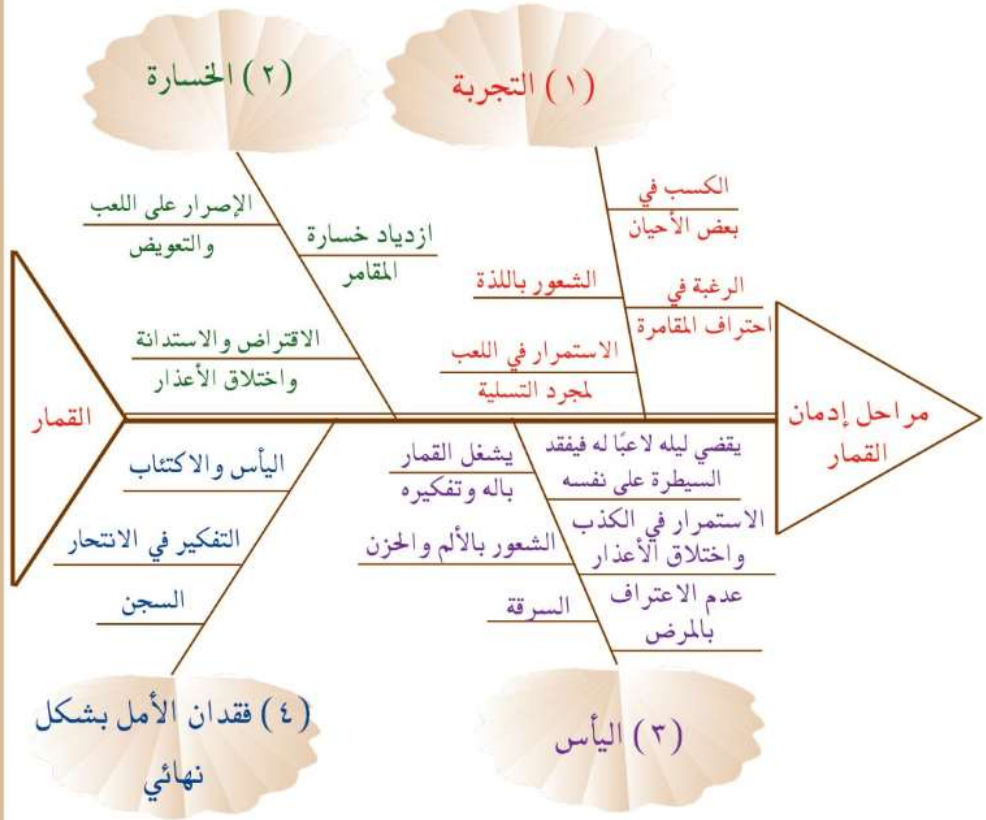 (١) التجربة
الكسب في
بعض الأحيان
الرغبة في
احتراف المقامرة
الشعور باللذة
الاستمرار في اللعب
لمجرد التسلية
(٢) الخسارة
ازدياد خسارة
المقامر
الإصرار على اللعب
والتعويض
الاقتراض والاستدانة
واختلاق الأعذار
مراحل إدمان
القمار
القمار
يقضي ليله لاعبًا له فيفقد
السيطرة على نفسه
الاستمرار في الكذب
واختلاق الأعذار
عدم الاعتراف
بالمرض
يشغل القمار
باله وتفكيره
الشعور بالألم والحزن
السرقة
(٣) اليأس
اليأس والاكتئاب
التفكير في الانتحار
السجن
(٤) فقدان الأمل بشكل
نهائي